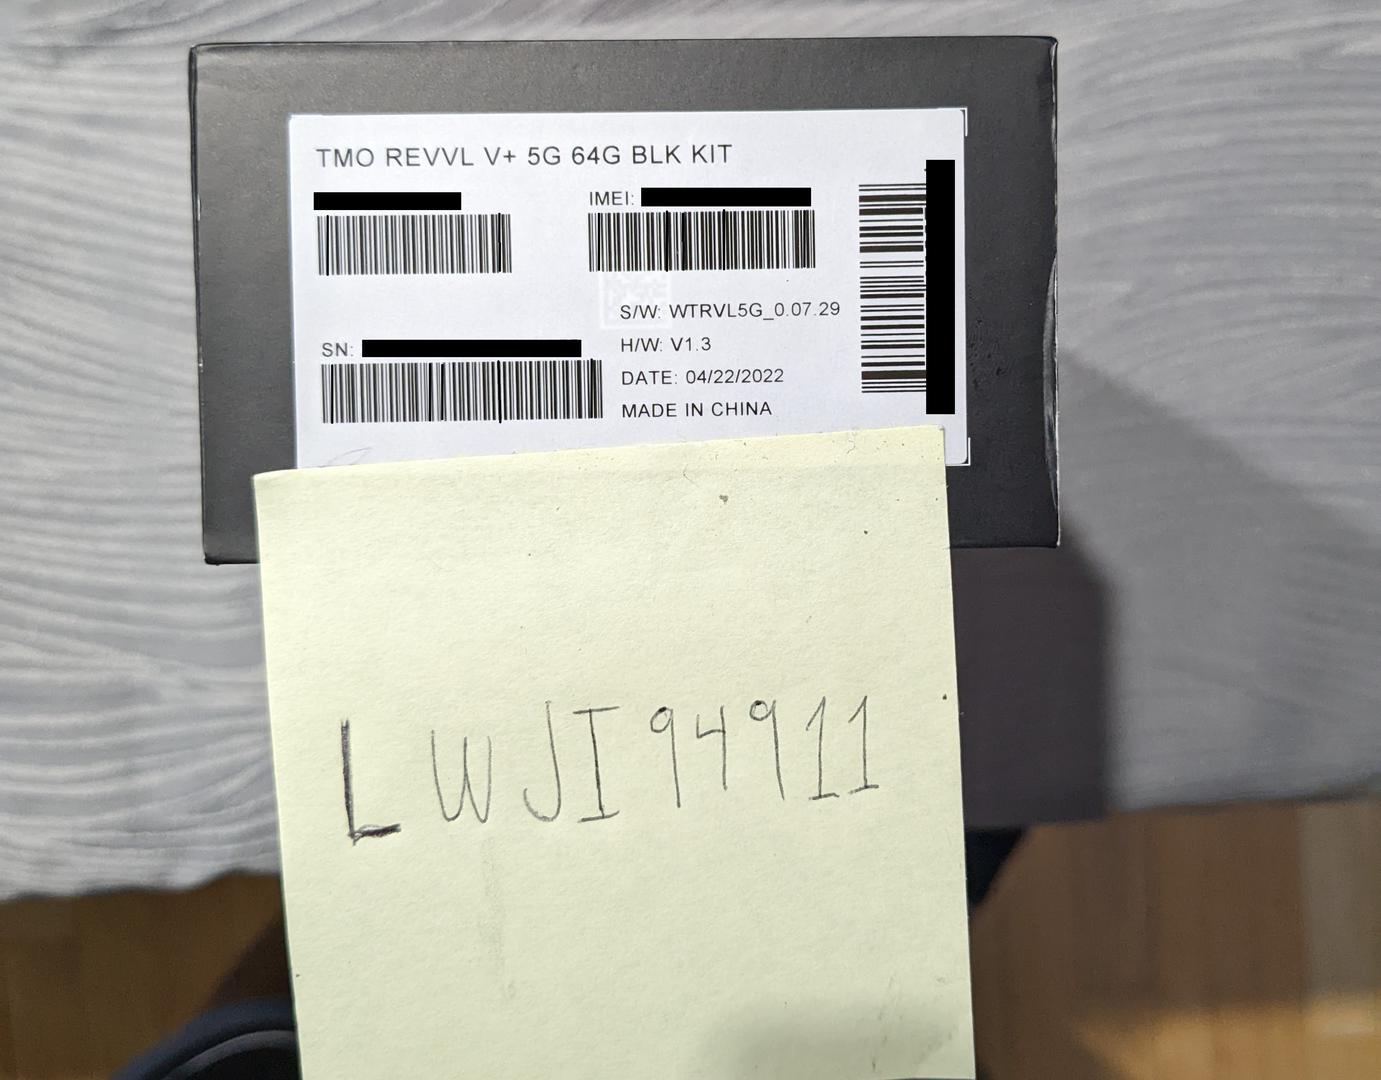 TMO REVVL V+ 5G 64G BLK KIT
IMEI:
S/W: WTRVL5G_0.07.29
SN:
H/W: V1.3
DATE: 04/22/2022
MADE IN CHINA
LWJI94911